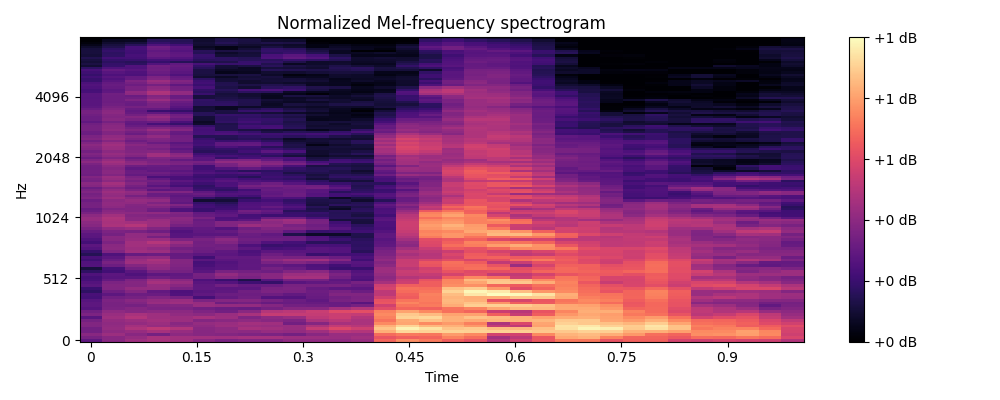 Normalized Mel-frequency spectrogram
Hz
4096
2048
1024
512
0
0 0.15 0.3 0.45 0.6 0.75 0.9
Time
+1 dB
+1 dB
+1 dB
+0 dB
+0 dB
+0 dB